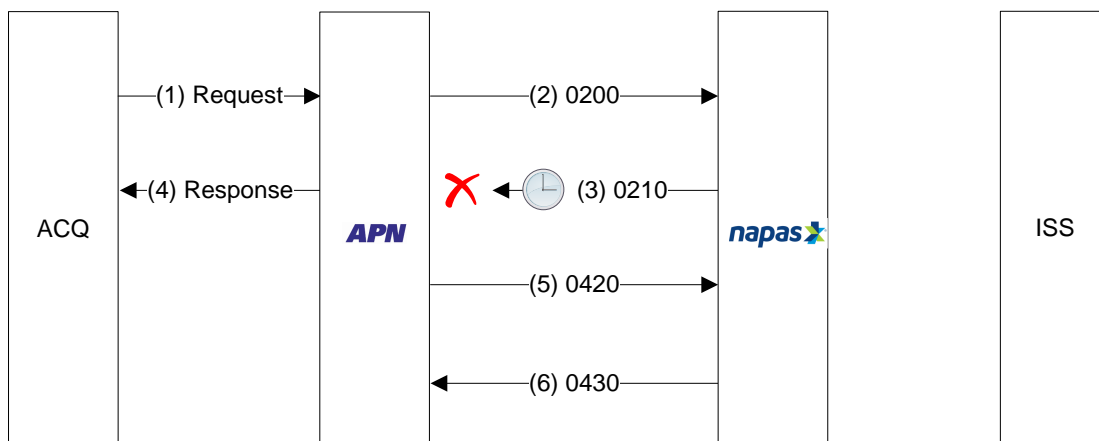 (1) Request
(2) 0200
(4) Response
(3) 0210
ACQ
APN
napas
ISS
(5) 0420
(6) 0430